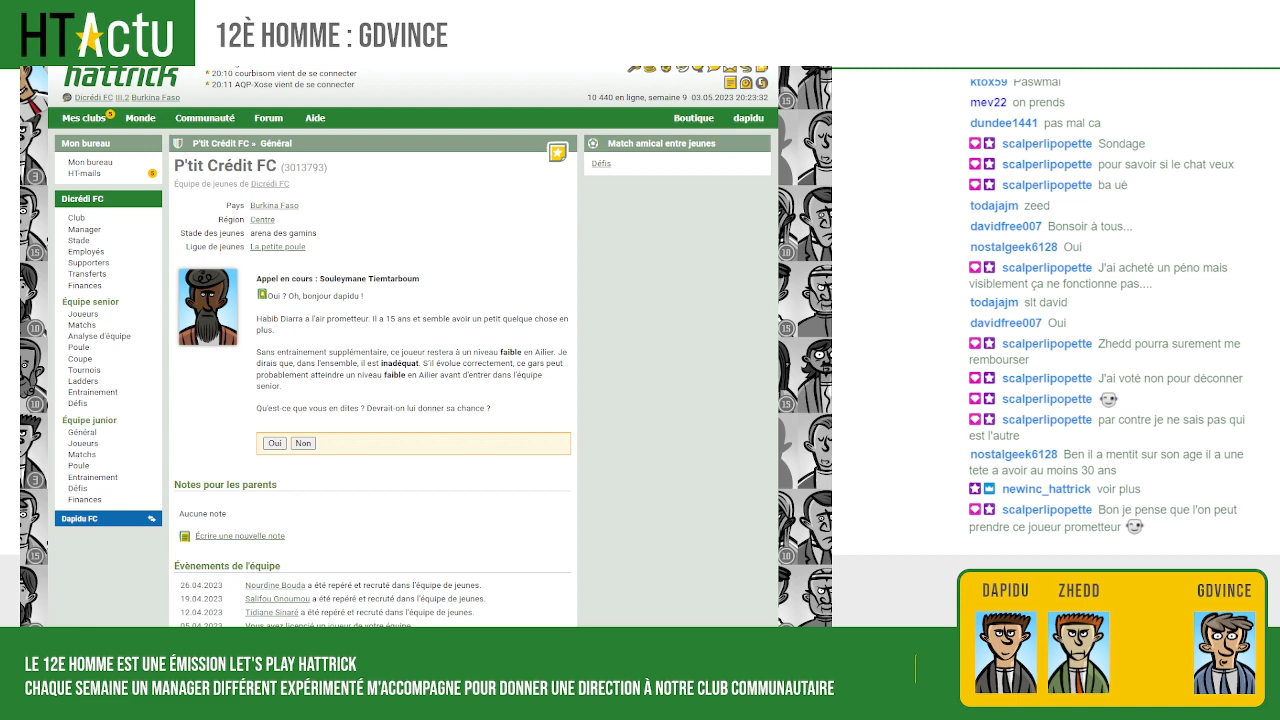 HTActu
12È HOMME : GDVINCE
hattrick
20:10 courbisom vient de se connecter
20:11 AQP-Xose vient de se connecter
Dicrédi FC III.2 Burkina Faso
10 440 en ligne, semaine 9 03.05.2023 20:23:32
Mes clubs 5 Monde Communauté Forum Aide Boutique dapidu
Mon bureau
Mon bureau
HT-mails 5
Dicrédi FC
Club
Manager
Stade
Employés
Supporters
Transferts
Finances
Équipe senior
Joueurs
Matchs
Analyse d'équipe
Poule
Coupe
Tournois
Ladders
Entrainement
Défis
Équipe junior
Général
Joueurs
Matchs
Poule
Entrainement
Défis
Finances
Dapidu FC
P'tit Crédit FC » Général
P'tit Crédit FC (3013793)
Équipe de jeunes de Dicrédi FC
Pays Burkina Faso
Région Centre
Stade des jeunes arena des gamins
Ligue de jeunes La petite poule
Appel en cours : Souleymane Tiemtarboum
Oui ? Oh, bonjour dapidu !
Habib Diarra a l'air prometteur. Il a 15 ans et semble avoir un petit quelque chose en
plus.
Sans entrainement supplémentaire, ce joueur restera à un niveau faible en Ailier. Je
dirais que, dans l'ensemble, il est inadéquat. S'il évolue correctement, ce gars peut
probablement atteindre un niveau faible en Ailier avant d'entrer dans l'équipe
senior.
Qu'est-ce que vous en dites ? Devrait-on lui donner sa chance ?
Oui Non
Notes pour les parents
Aucune note
Écrire une nouvelle note
Évènements de l'équipe
26.04.2023 Nourdine Bouda a été repéré et recruté dans l'équipe de jeunes.
19.04.2023 Salifou Gnoumou a été repéré et recruté dans l'équipe de jeunes.
12.04.2023 Tidiane Sinaré a été repéré et recruté dans l'équipe de jeunes.
05.04.2023 Vous avez licencié un joueur de votre équipe
Match amical entre jeunes
Défis
ktox59 Paswmal
mev22 on prends
dundee1441 pas mal ca
scalperlipopette Sondage
scalperlipopette pour savoir si le chat veux
scalperlipopette ba ué
todajajm zeed
davidfree007 Bonsoir à tous...
nostalgeek6128 Oui
scalperlipopette J'ai acheté un péno mais
visiblement ça ne fonctionne pas....
todajajm slt david
davidfree007 Oui
scalperlipopette Zhedd pourra surement me
rembourser
scalperlipopette J'ai voté non pour déconner
scalperlipopette
scalperlipopette par contre je ne sais pas qui
est l'autre
nostalgeek6128 Ben il a mentit sur son age il a une
tete a avoir au moins 30 ans
newinc_hattrick voir plus
scalperlipopette Bon je pense que l'on peut
prendre ce joueur prometteur
DAPIDU ZHEDD GDVINCE
LE 12E HOMME EST UNE ÉMISSION LET'S PLAY HATTRICK
CHAQUE SEMAINE UN MANAGER DIFFÉRENT EXPÉRIMENTÉ M'ACCOMPAGNE POUR DONNER UNE DIRECTION À NOTRE CLUB COMMUNAUTAIRE